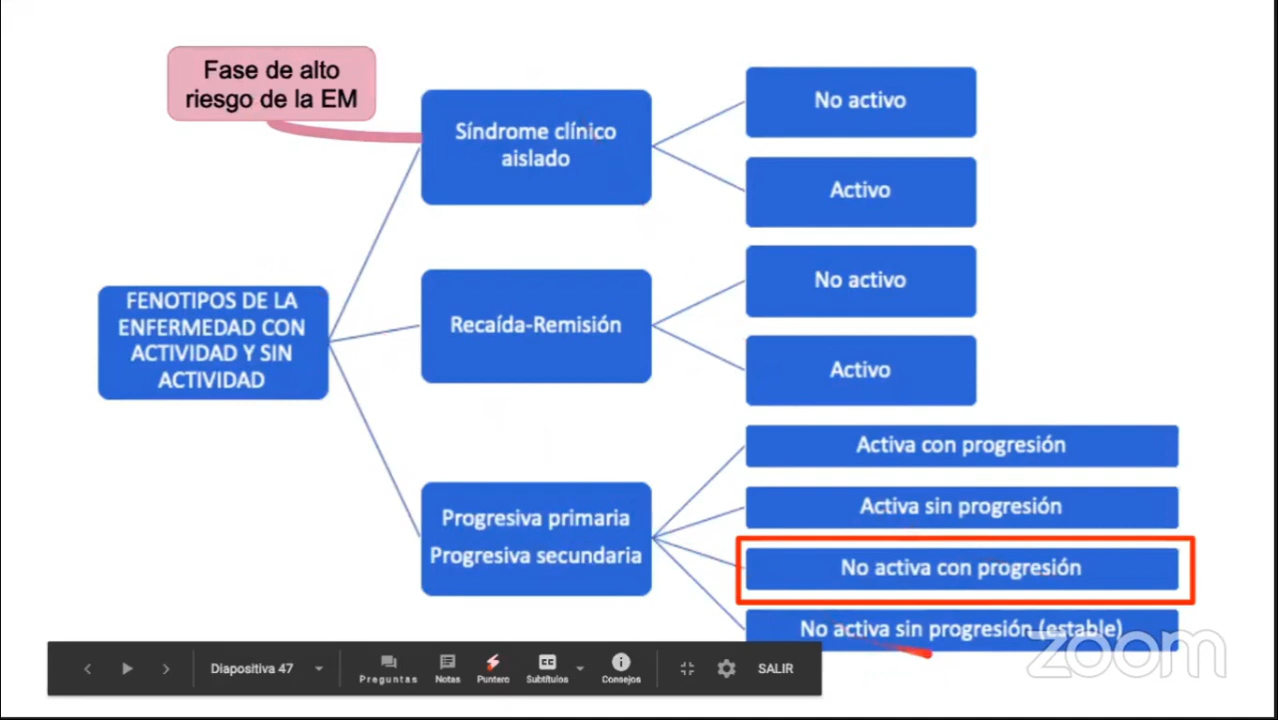 Fase de alto
riesgo de la EM
Síndrome clínico
aislado
No activo
Activo
FENOTIPOS DE LA
ENFERMEDAD CON
ACTIVIDAD Y SIN
ACTIVIDAD
Recaída-Remisión
No activo
Activo
Progresiva primaria
Progresiva secundaria
Activa con progresión
Activa sin progresión
No activa con progresión
No activa sin progresión (estable)
Diapositiva 47
Preguntas
Notas
Puntero
CC
Subtítulos
Consejos
SALIR
zoom